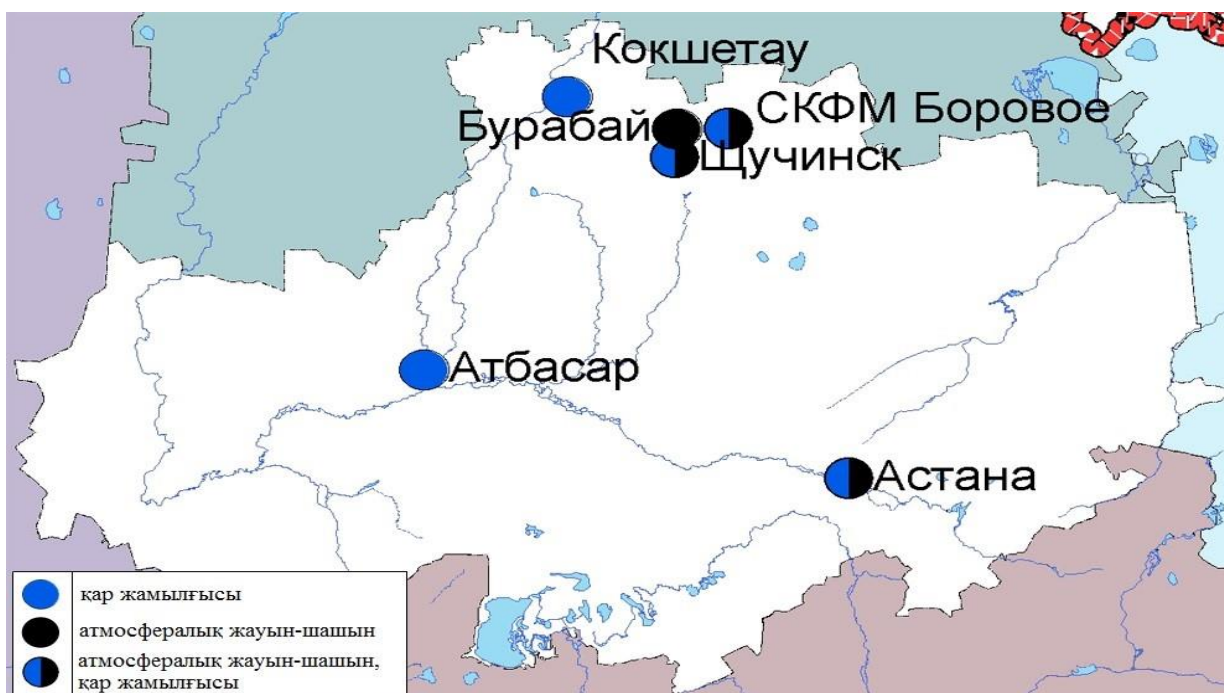 Кокшетау
Бурабай
СКФМ Боровое
Щучинск
Атбасар
Астана
қар жамылғысы
атмосфералық жауын-шашын
атмосфералық жауын-шашын,
қар жамылғысы